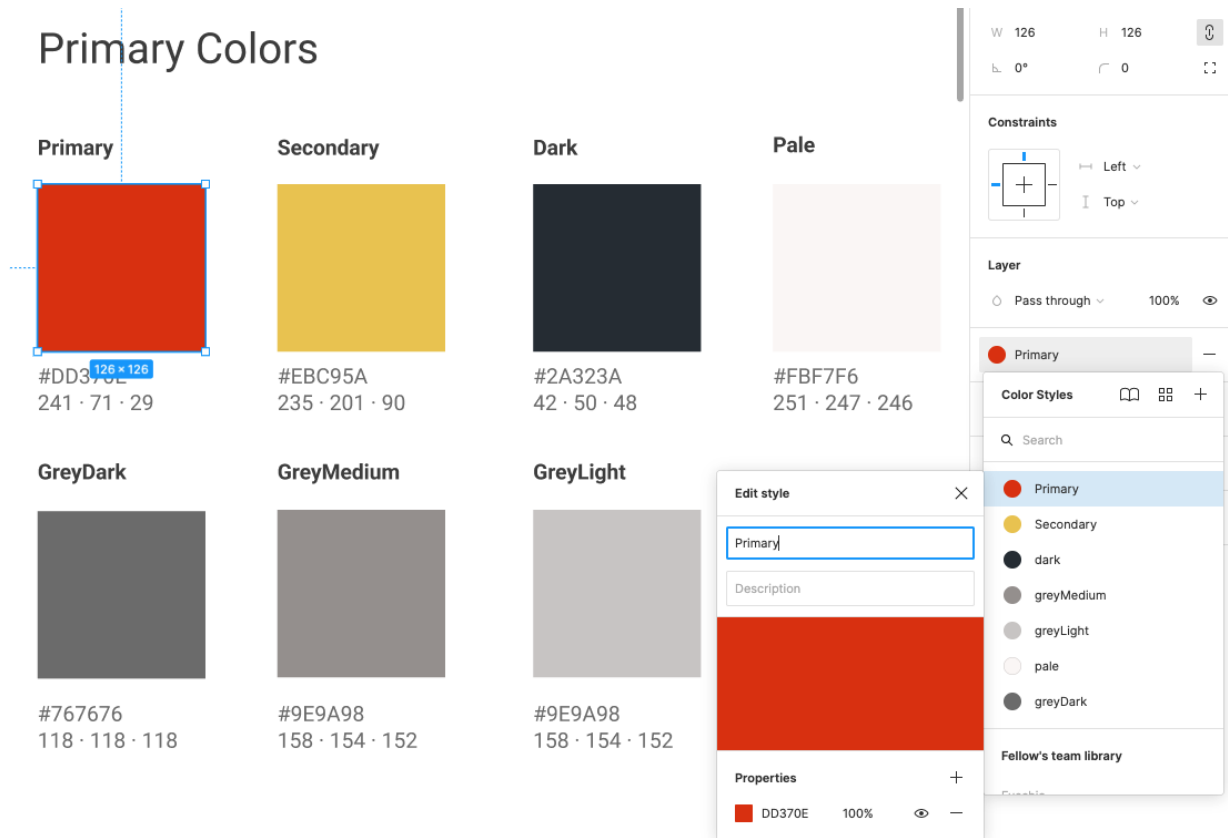 Primary Colors
Primary
Secondary
Dark
Pale
126 × 126
#EBC95A
#2A323A
#FBF7F6
241 · 71 · 29
235 · 201 · 90
42 · 50 · 48
251 · 247 · 246
GreyDark
GreyMedium
GreyLight
#767676
#9E9A98
#9E9A98
118 · 118 · 118
158 · 154 · 152
158 · 154 · 152
Edit style
Primary
Description
Properties
DD370E 100%
W 126 H 126
0° 0
Constraints
Left
Top
Layer
Pass through 100%
Primary
Color Styles
Search
Primary
Secondary
dark
greyMedium
greyLight
pale
greyDark
Fellow's team library